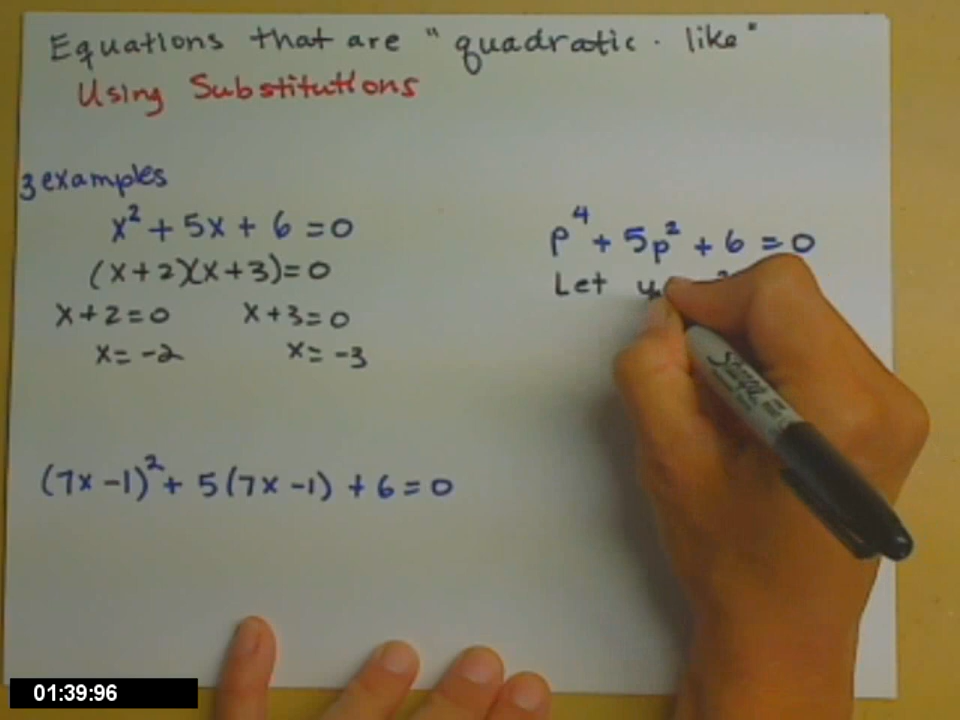 Equations that are "quadratic - like"
Using Substitutions
3 examples
x² + 5x + 6 = 0
(x+2)(x+3) = 0
x+2=0 x+3=0
x = -2 x = -3
p⁴ + 5p² + 6 = 0
Let
(7x - 1)² + 5(7x - 1) + 6 = 0
01:39:96